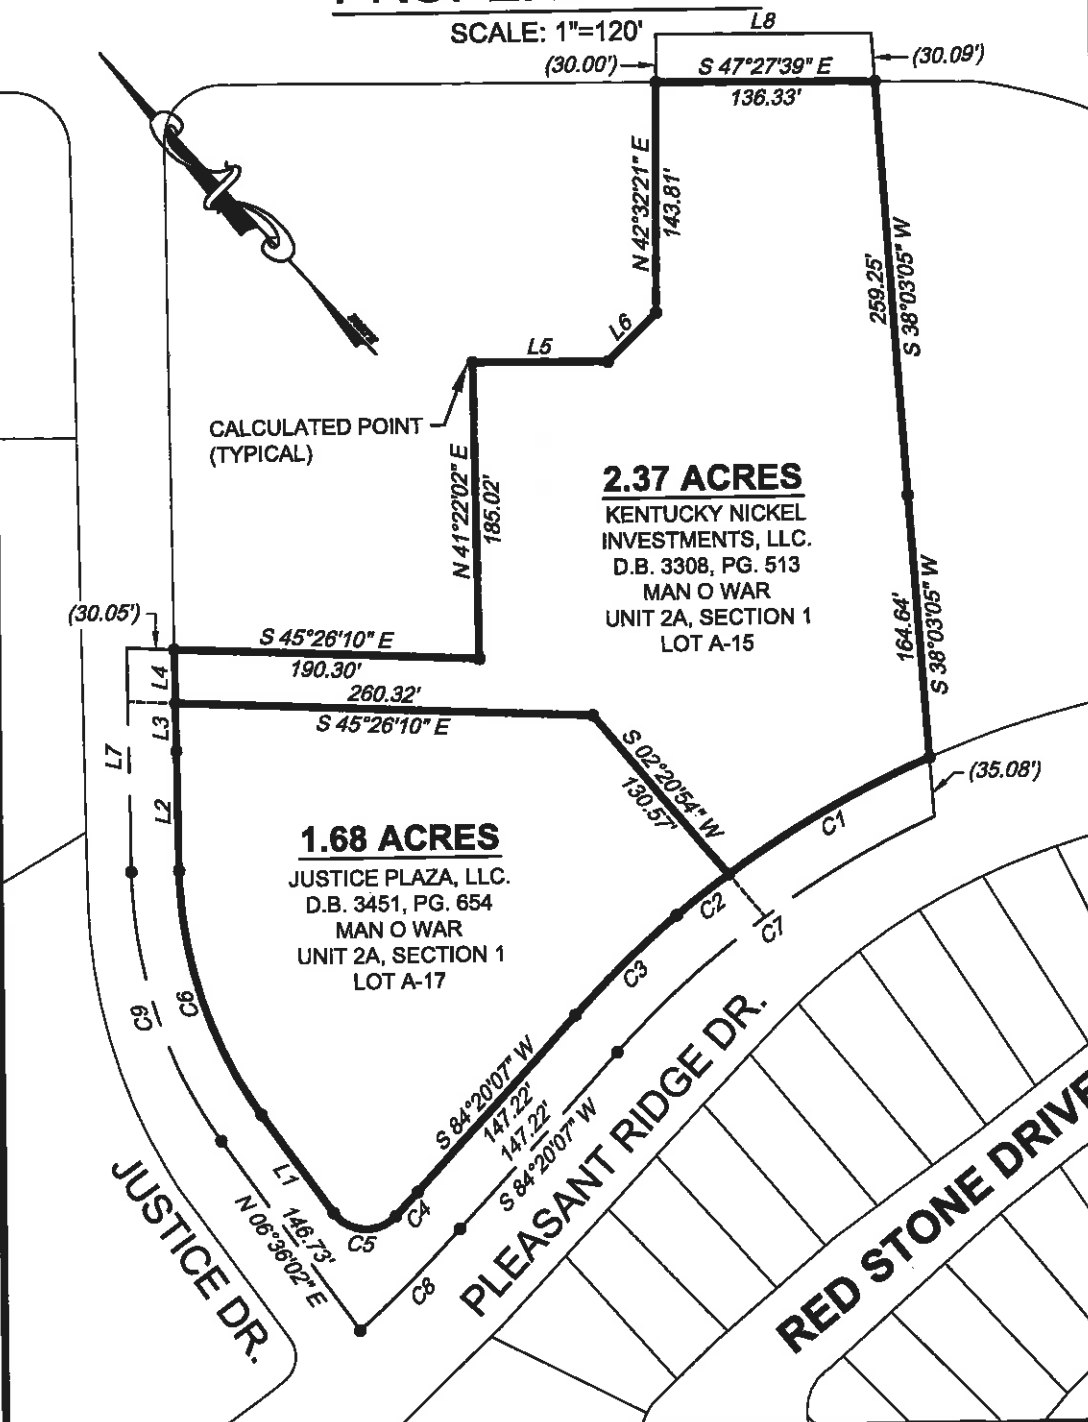 SCALE: 1"=120'
L8
(30.00')
S 47°27'39" E
(30.09')
136.33'
N 42°32'21" E
143.81'
259.25'
S 38°03'05" W
L6
L5
CALCULATED POINT
(TYPICAL)
N 41°22'02" E
185.02'
2.37 ACRES
KENTUCKY NICKEL
INVESTMENTS, LLC.
D.B. 3308, PG. 513
MAN O WAR
UNIT 2A, SECTION 1
LOT A-15
164.64'
S 38°03'05" W
(30.05')
S 45°26'10" E
190.30'
L4
260.32'
S 45°26'10" E
L3
L7
L2
S 02°20'54" W
130.57'
(35.08')
C1
1.68 ACRES
JUSTICE PLAZA, LLC.
D.B. 3451, PG. 654
MAN O WAR
UNIT 2A, SECTION 1
LOT A-17
C2
C7
C3
C6
C9
S 84°20'07" W
147.22'
147.22'
S 84°20'07" W
L1
C4
C5
C8
146.73'
N 06°36'02" E
JUSTICE DR.
PLEASANT RIDGE DR.
RED STONE DRIVE